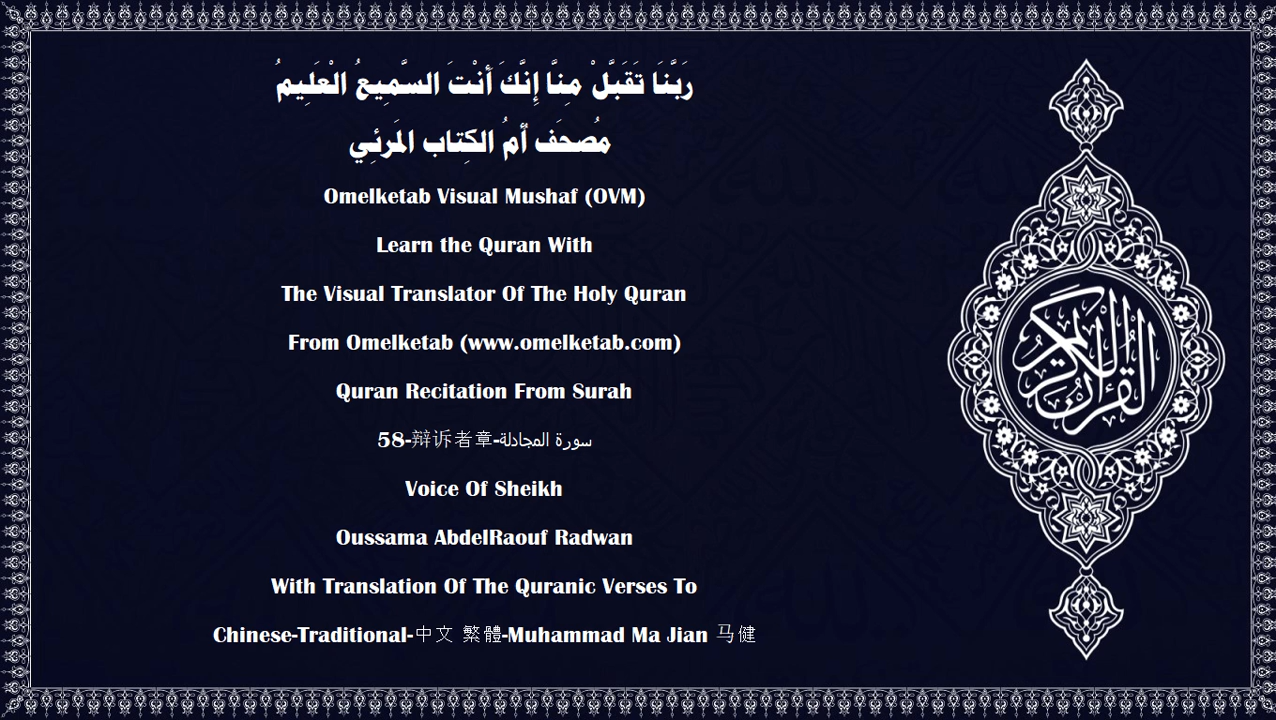 رَبَّنَا تَقَبَّلْ مِنَّا إِنَّكَ أَنْتَ السَّمِيعُ الْعَلِيمُ
مُصحَف أمُ الكِتاب المَرئِي
Omelketab Visual Mushaf (OVM)
Learn the Quran With
The Visual Translator Of The Holy Quran
From Omelketab (www.omelketab.com)
Quran Recitation From Surah
58-辩诉者章-سورة المجادلة
Voice Of Sheikh
Oussama AbdelRaouf Radwan
With Translation Of The Quranic Verses To
Chinese-Traditional-中文 繁體-Muhammad Ma Jian 马健
القرآن الكريم